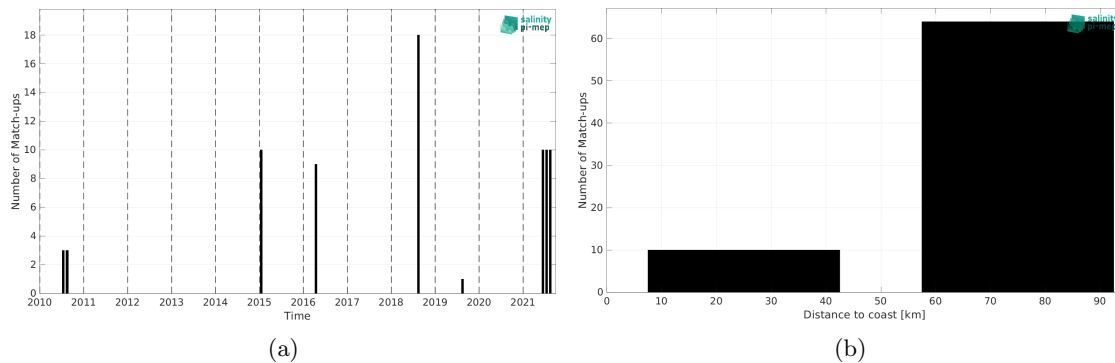 18
16
14
12
10
8
6
4
2
0
Number of Match-ups
2010 2011 2012 2013 2014 2015 2016 2017 2018 2019 2020 2021
Time
salinity
pi-mep
(a)
60
50
40
30
20
10
0
Number of Match-ups
0 10 20 30 40 50 60 70 80 90
Distance to coast [km]
salinity
pi-mep
(b)